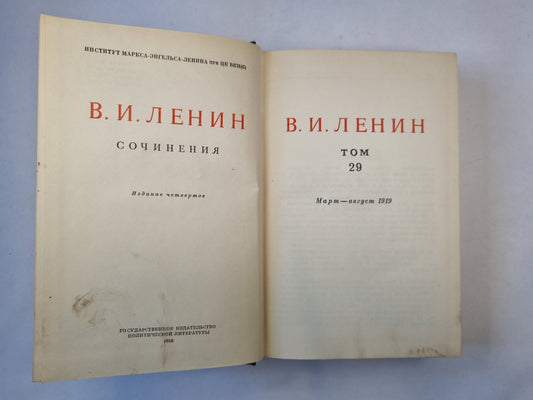 ИНСТИТУТ МАРКСА-ЭНГЕЛЬСА-ЛЕНИНА ПРИ ЦК ВКП(б)
В. И. ЛЕНИН
СОЧИНЕНИЯ
Издание четвертое
ГОСУДАРСТВЕННОЕ ИЗДАТЕЛЬСТВО
ПОЛИТИЧЕСКОЙ ЛИТЕРАТУРЫ
В. И. ЛЕНИН
ТОМ
29
Март—август 1919